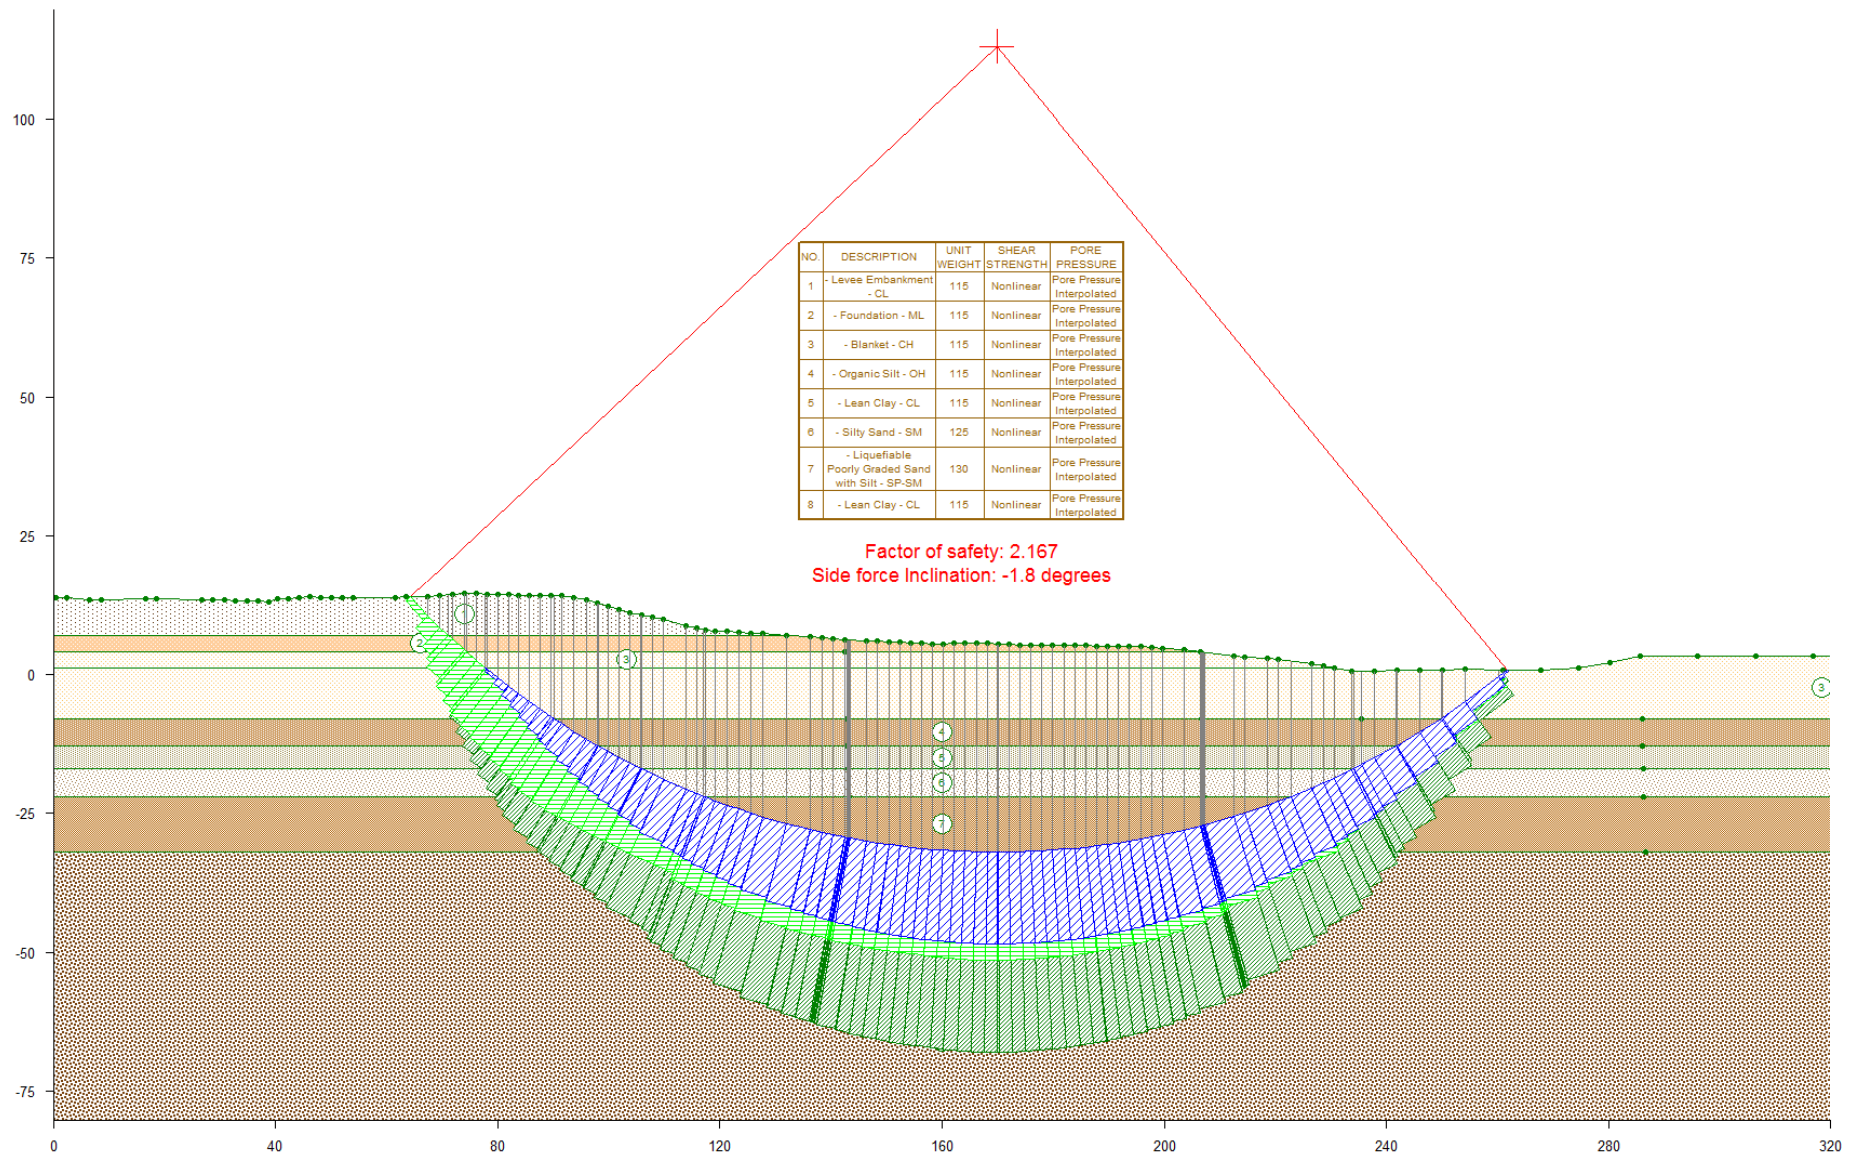 100
75
50
25
0
-25
-50
-75
0
40
80
120
160
200
240
280
320
NO. DESCRIPTION UNIT WEIGHT SHEAR STRENGTH PORE PRESSURE
1 - Levee Embankment - CL 115 Nonlinear Pore Pressure Interpolated
2 - Foundation - ML 115 Nonlinear Pore Pressure Interpolated
3 - Blanket - CH 115 Nonlinear Pore Pressure Interpolated
4 - Organic Silt - OH 115 Nonlinear Pore Pressure Interpolated
5 - Lean Clay - CL 115 Nonlinear Pore Pressure Interpolated
6 - Silty Sand - SM 125 Nonlinear Pore Pressure Interpolated
7 - Liquefiable Poorly Graded Sand with Silt - SP-SM 130 Nonlinear Pore Pressure Interpolated
8 - Lean Clay - CL 115 Nonlinear Pore Pressure Interpolated
Factor of safety: 2.167
Side force Inclination: -1.8 degrees
1
2
3
3
4
5
6
7